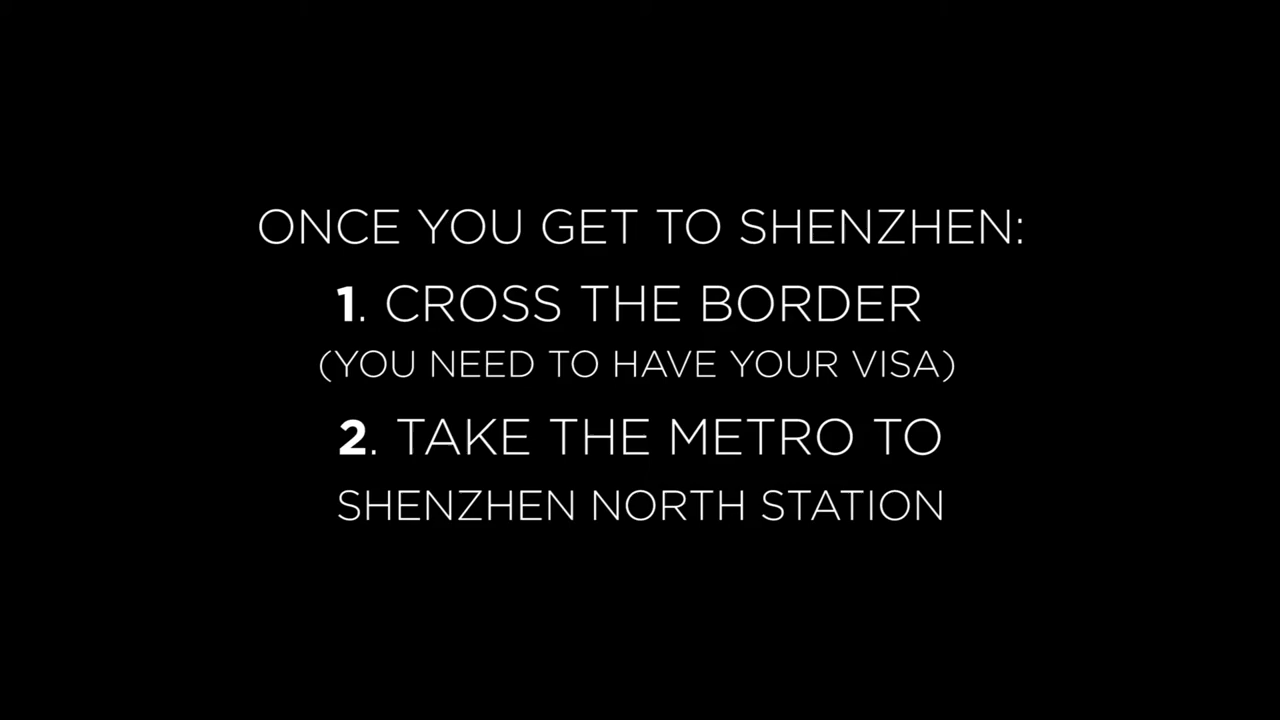 ONCE YOU GET TO SHENZHEN:
1. CROSS THE BORDER
(YOU NEED TO HAVE YOUR VISA)
2. TAKE THE METRO TO
SHENZHEN NORTH STATION